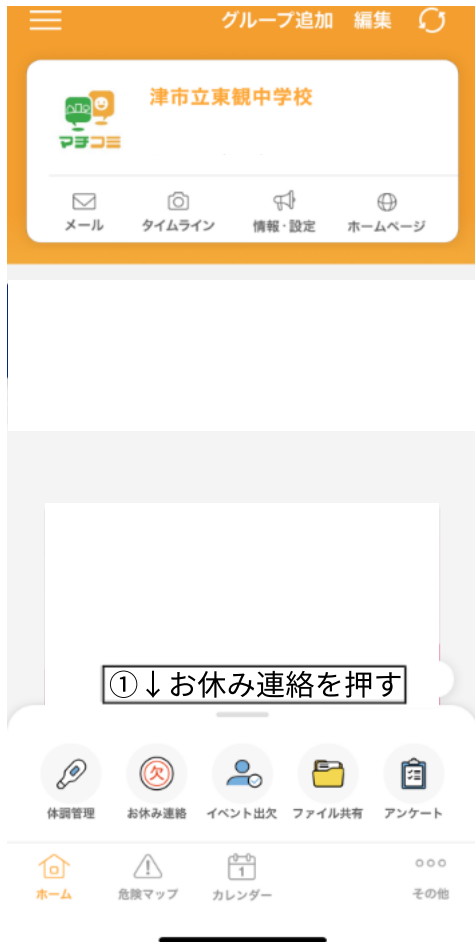 グループ追加 編集
津市立東観中学校
マチコミ
メール タイムライン 情報・設定 ホームページ
①↓お休み連絡を押す
欠
体調管理 お休み連絡 イベント出欠 ファイル共有 アンケート
1
ホーム 危険マップ カレンダー その他